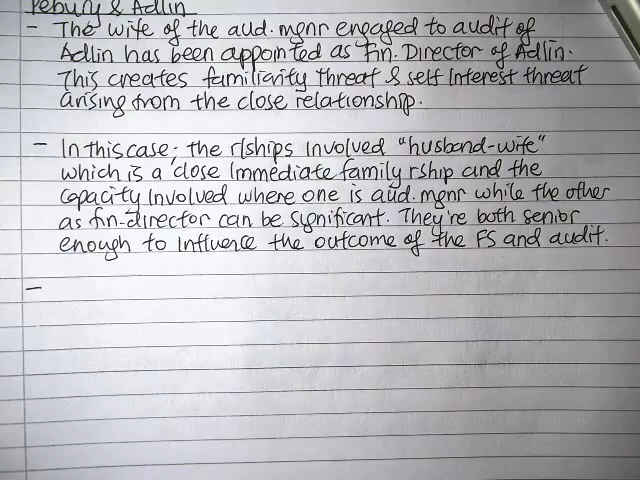 Pebury & Adlin
- The wife of the aud. mgnr engaged to audit of
Adlin has been appointed as Fin. Director of Adlin.
This creates familiarity threat & self interest threat
arising from the close relationship.
- In this case; the r/ships involved "husband-wife"
which is a close immediate family rship and the
capacity involved where one is aud. mgnr while the other
as fin-director can be significant. They're both senior
enough to influence the outcome of the FS and audit.
-